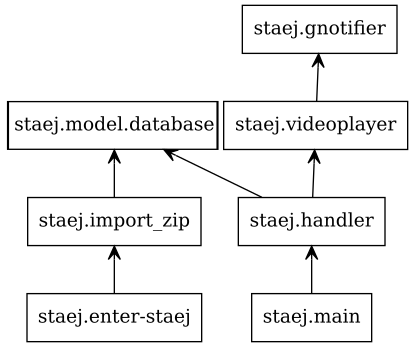 staej.gnotifier
staej.model.database
staej.videoplayer
staej.import_zip
staej.handler
staej.enter-staej
staej.main